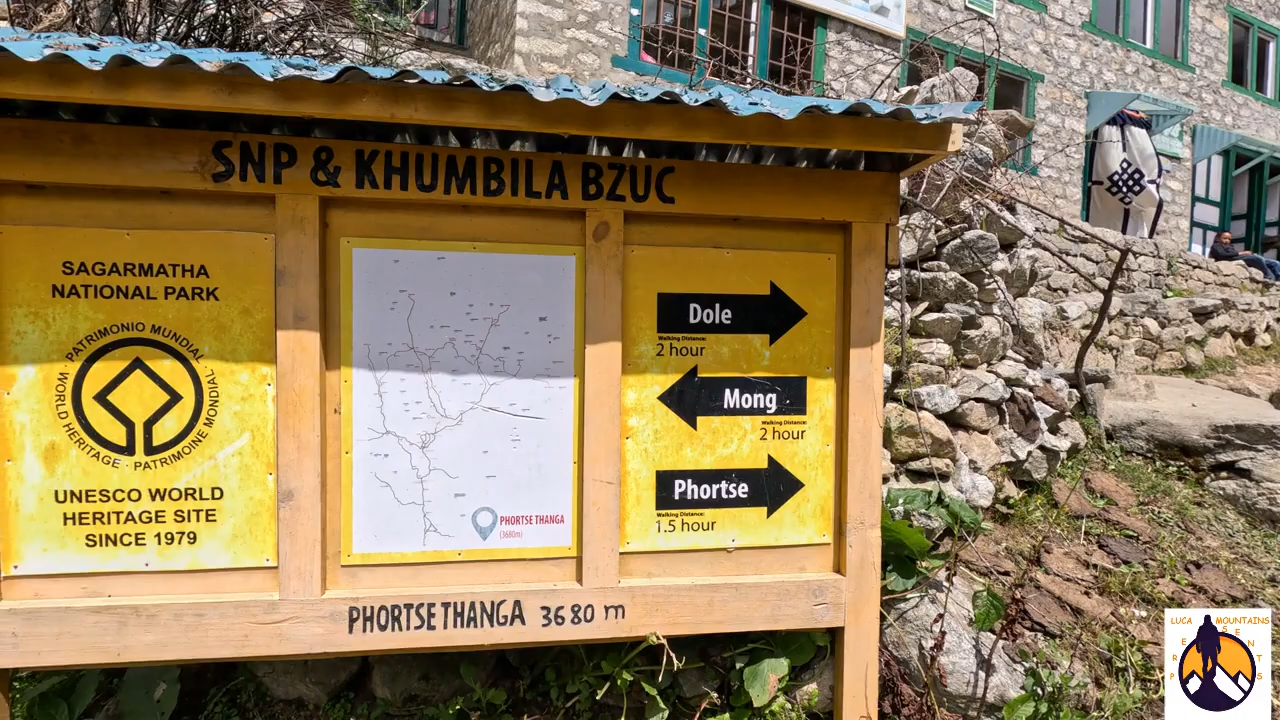 SNP & KHUMBILA BZUC
SAGARMATHA
NATIONAL PARK
PATRIMONIO MUNDIAL · WORLD HERITAGE · PATRIMOINE MONDIAL ·
UNESCO WORLD
HERITAGE SITE
SINCE 1979
PHORTSE THANGA
(3680m)
Dole
Walking Distance:
2 hour
Mong
Walking Distance:
2 hour
Phortse
Walking Distance:
1.5 hour
PHORTSE THANGA 3680 m
LUCA MOUNTAINS
PRESENTS